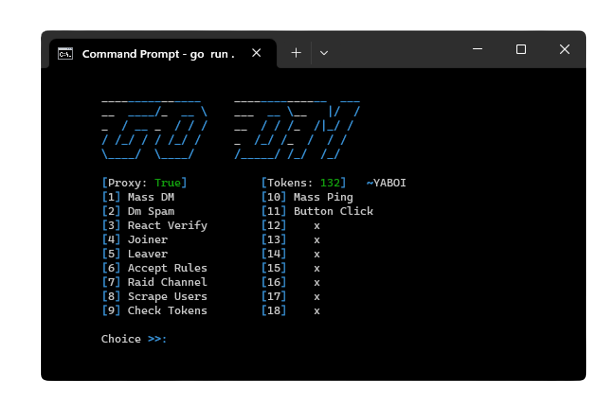 Command Prompt - go run .
GO DM
[Proxy: True] [Tokens: 132] ~YABOI
[1] Mass DM [10] Mass Ping
[2] Dm Spam [11] Button Click
[3] React Verify [12] x
[4] Joiner [13] x
[5] Leaver [14] x
[6] Accept Rules [15] x
[7] Raid Channel [16] x
[8] Scrape Users [17] x
[9] Check Tokens [18] x
Choice >>: